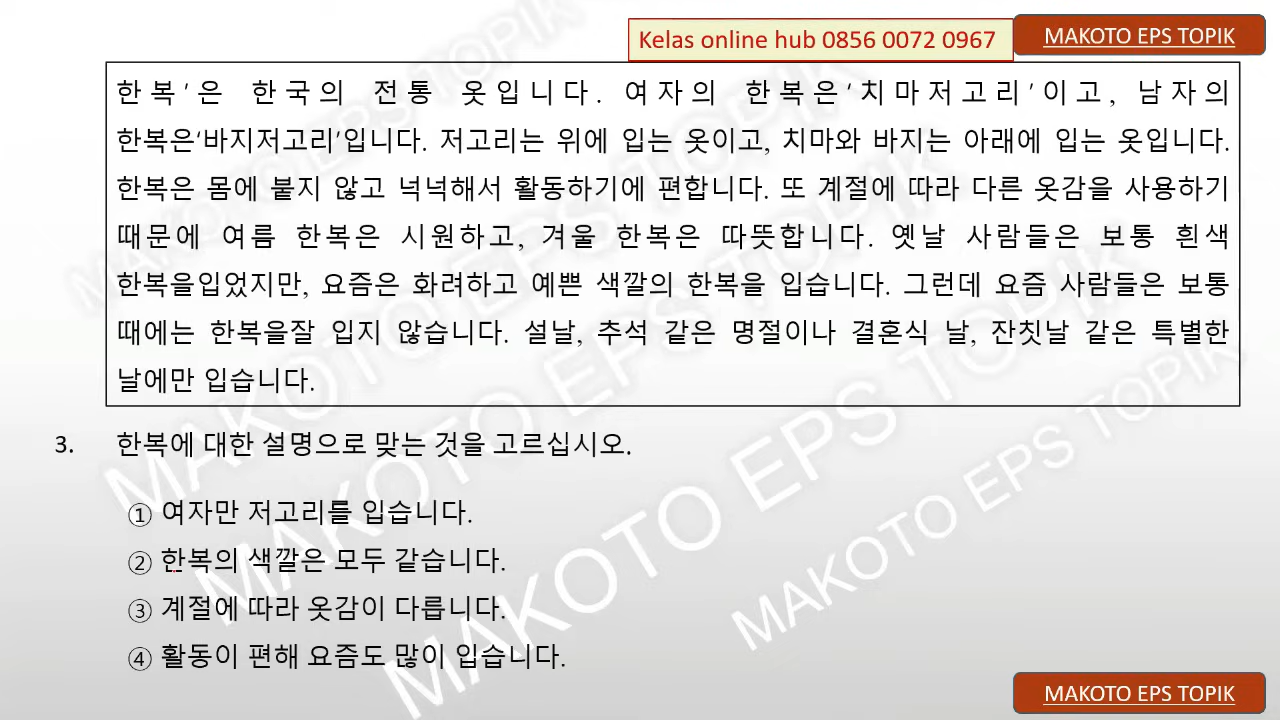 Kelas online hub 0856 0072 0967
MAKOTO EPS TOPIK
한복’은 한국의 전통 옷입니다. 여자의 한복은‘치마저고리’이고, 남자의
한복은‘바지저고리’입니다. 저고리는 위에 입는 옷이고, 치마와 바지는 아래에 입는 옷입니다.
한복은 몸에 붙지 않고 넉넉해서 활동하기에 편합니다. 또 계절에 따라 다른 옷감을 사용하기
때문에 여름 한복은 시원하고, 겨울 한복은 따뜻합니다. 옛날 사람들은 보통 흰색
한복을입었지만, 요즘은 화려하고 예쁜 색깔의 한복을 입습니다. 그런데 요즘 사람들은 보통
때에는 한복을잘 입지 않습니다. 설날, 추석 같은 명절이나 결혼식 날, 잔칫날 같은 특별한
날에만 입습니다.
3. 한복에 대한 설명으로 맞는 것을 고르십시오.
① 여자만 저고리를 입습니다.
② 한복의 색깔은 모두 같습니다.
③ 계절에 따라 옷감이 다릅니다.
④ 활동이 편해 요즘도 많이 입습니다.
MAKOTO EPS TOPIK
MAKOTO EPS TOPIK
MAKOTO EPS TOPIK
MAKOTO EPS TOPIK
MAKOTO EPS TOPIK